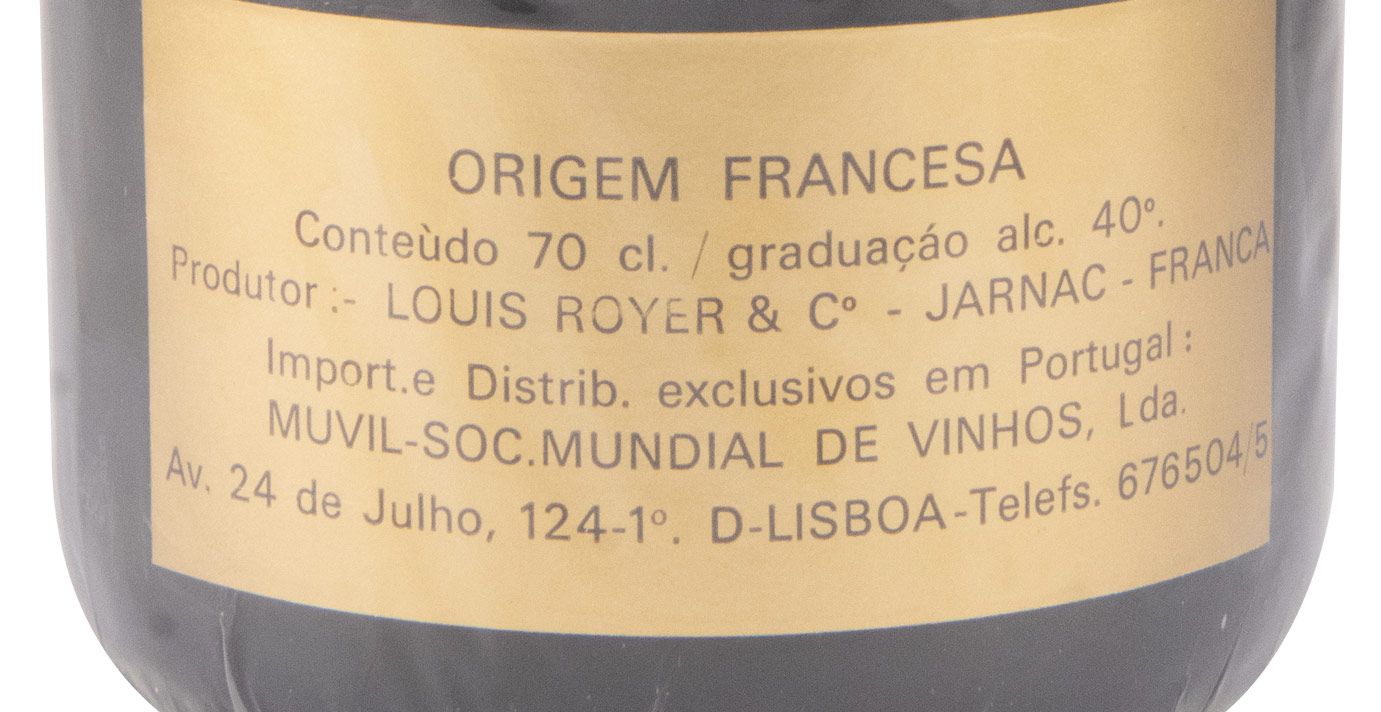 ORIGEM FRANCESA
Conteùdo 70 cl. / graduaçáo alc. 40º.
Produtor :- LOUIS ROYER & Cº - JARNAC - FRANCA
Import.e Distrib. exclusivos em Portugal :
MUVIL-SOC.MUNDIAL DE VINHOS, Lda.
Av. 24 de Julho, 124-1º. D-LISBOA-Telefs. 676504/5